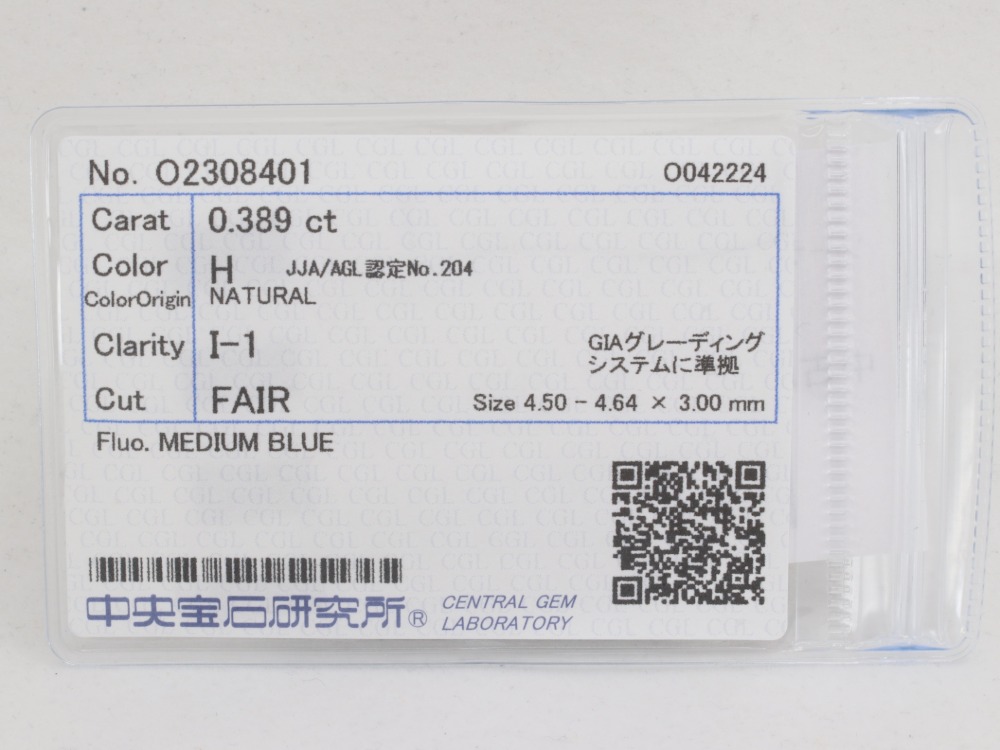 No. O2308401 O042224
Carat 0.389 ct
Color H JJA/AGL認定No.204
ColorOrigin NATURAL
Clarity I-1 GIAグレーディング
システムに準拠
Cut FAIR Size 4.50 - 4.64 × 3.00 mm
Fluo. MEDIUM BLUE
中央宝石研究所® CENTRAL GEM
LABORATORY